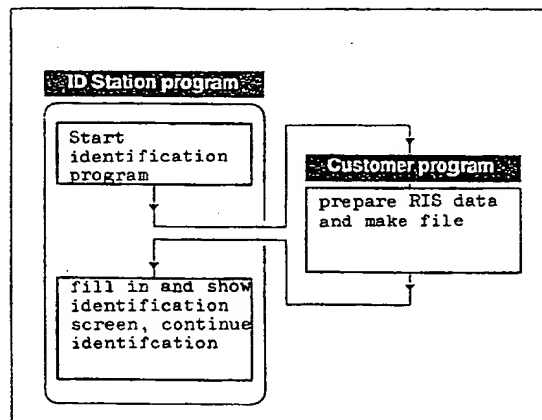 ID Station program
Start
identification
program
Customer program
prepare RIS data
and make file
fill in and show
identification
screen, continue
identifcation